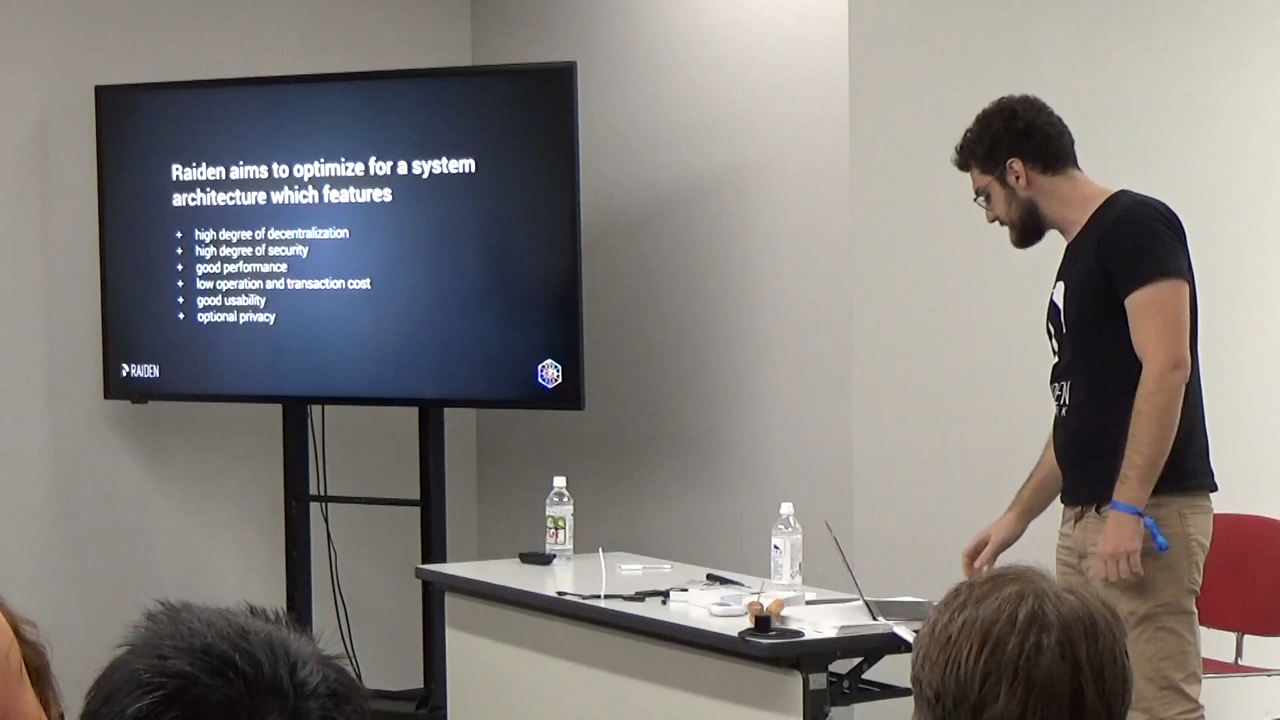 Raiden aims to optimize for a system
architecture which features
+ high degree of decentralization
+ high degree of security
+ good performance
+ low operation and transaction cost
+ good usability
+ optional privacy
RAIDEN